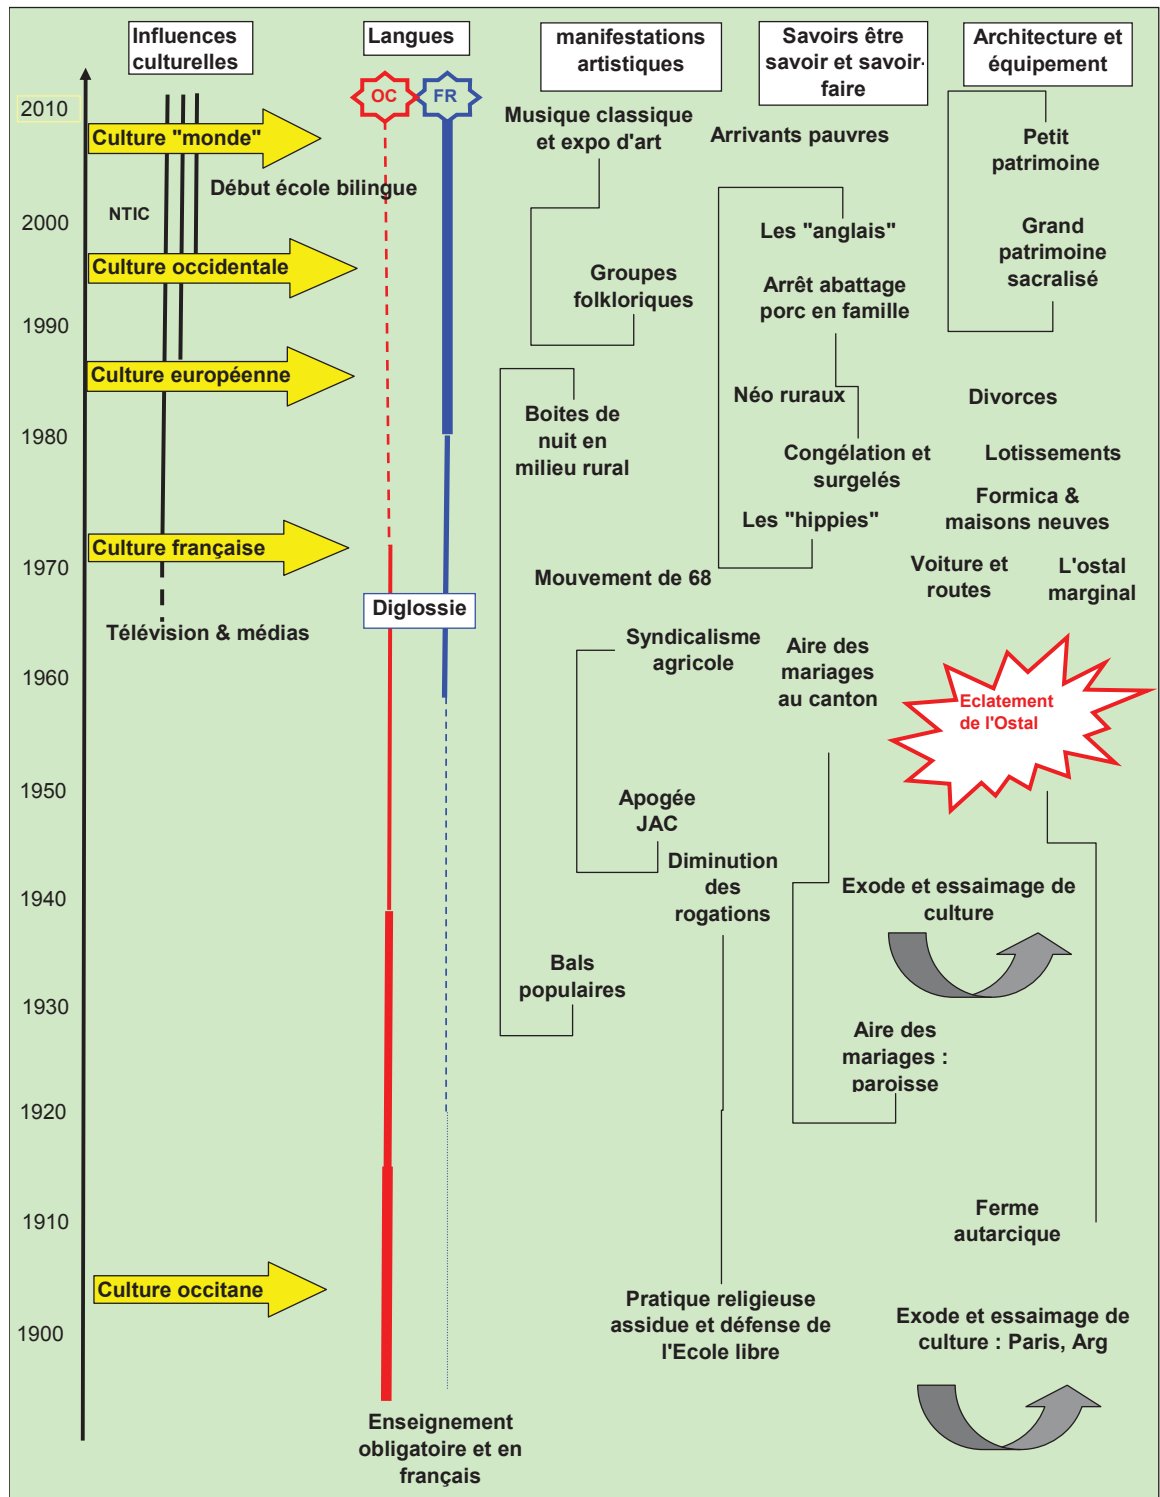 Influences
culturelles
Langues
manifestations
artistiques
Savoirs être
savoir et savoir-
faire
Architecture et
équipement
OC
FR
2010
Culture "monde"
Musique classique
et expo d'art
Arrivants pauvres
Petit
patrimoine
Début école bilingue
NTIC
2000
Les "anglais"
Grand
patrimoine
sacralisé
Culture occidentale
Groupes
folkloriques
Arrêt abattage
porc en famille
1990
Culture européenne
Néo ruraux
Divorces
Boites de
nuit en
milieu rural
1980
Congélation et
surgelés
Lotissements
Formica &
maisons neuves
Les "hippies"
Culture française
1970
Mouvement de 68
Voiture et
routes
L'ostal
marginal
Diglossie
Télévision & médias
Syndicalisme
agricole
Aire des
mariages
au canton
1960
Eclatement
de l'Ostal
1950
Apogée
JAC
Diminution
des
rogations
1940
Exode et essaimage de
culture
Bals
populaires
1930
Aire des
mariages :
paroisse
1920
1910
Ferme
autarcique
Culture occitane
Pratique religieuse
assidue et défense de
l'Ecole libre
1900
Exode et essaimage de
culture : Paris, Arg
Enseignement
obligatoire et en
français